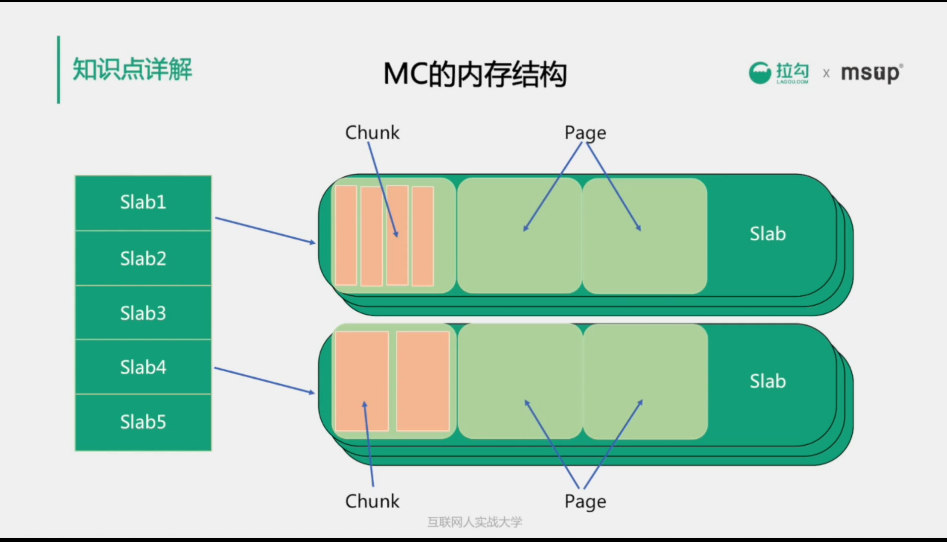 知识点详解
MC的内存结构
拉勾
LAGOU.COM
x
msup®
Chunk
Page
Slab1
Slab2
Slab3
Slab4
Slab5
Slab
Slab
Chunk
Page
互联网人实战大学